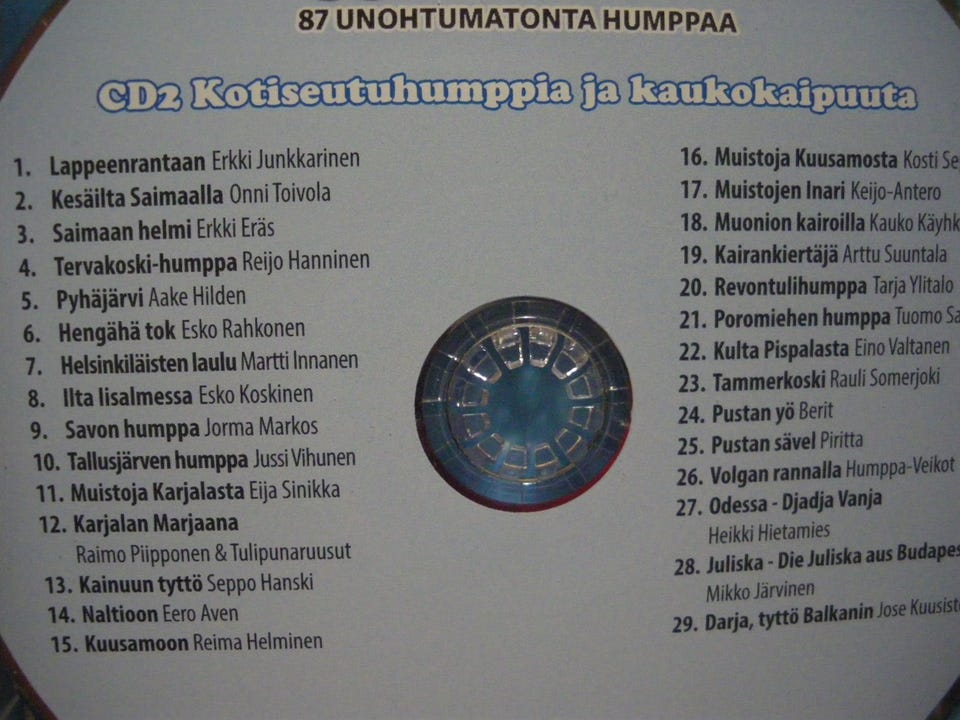 87 UNOHTUMATONTA HUMPPAA
CD2 Kotiseutuhumppia ja kaukokaipuuta
1. Lappeenrantaan Erkki Junkkarinen
2. Kesäilta Saimaalla Onni Toivola
3. Saimaan helmi Erkki Eräs
4. Tervakoski-humppa Reijo Hanninen
5. Pyhäjärvi Aake Hilden
6. Hengähä tok Esko Rahkonen
7. Helsinkiläisten laulu Martti Innanen
8. Ilta Iisalmessa Esko Koskinen
9. Savon humppa Jorma Markos
10. Tallusjärven humppa Jussi Vihunen
11. Muistoja Karjalasta Eija Sinikka
12. Karjalan Marjaana
Raimo Piipponen & Tulipunaruusut
13. Kainuun tyttö Seppo Hanski
14. Naltioon Eero Aven
15. Kuusamoon Reima Helminen
16. Muistoja Kuusamosta Kosti Se
17. Muistojen Inari Keijo-Antero
18. Muonion kairoilla Kauko Käyhk
19. Kairankiertäjä Arttu Suuntala
20. Revontulihumppa Tarja Ylitalo
21. Poromiehen humppa Tuomo Sa
22. Kulta Pispalasta Eino Valtanen
23. Tammerkoski Rauli Somerjoki
24. Pustan yö Berit
25. Pustan sävel Piritta
26. Volgan rannalla Humppa-Veikot
27. Odessa - Djadja Vanja
Heikki Hietamies
28. Juliska - Die Juliska aus Budapes
Mikko Järvinen
29. Darja, tyttö Balkanin Jose Kuusist